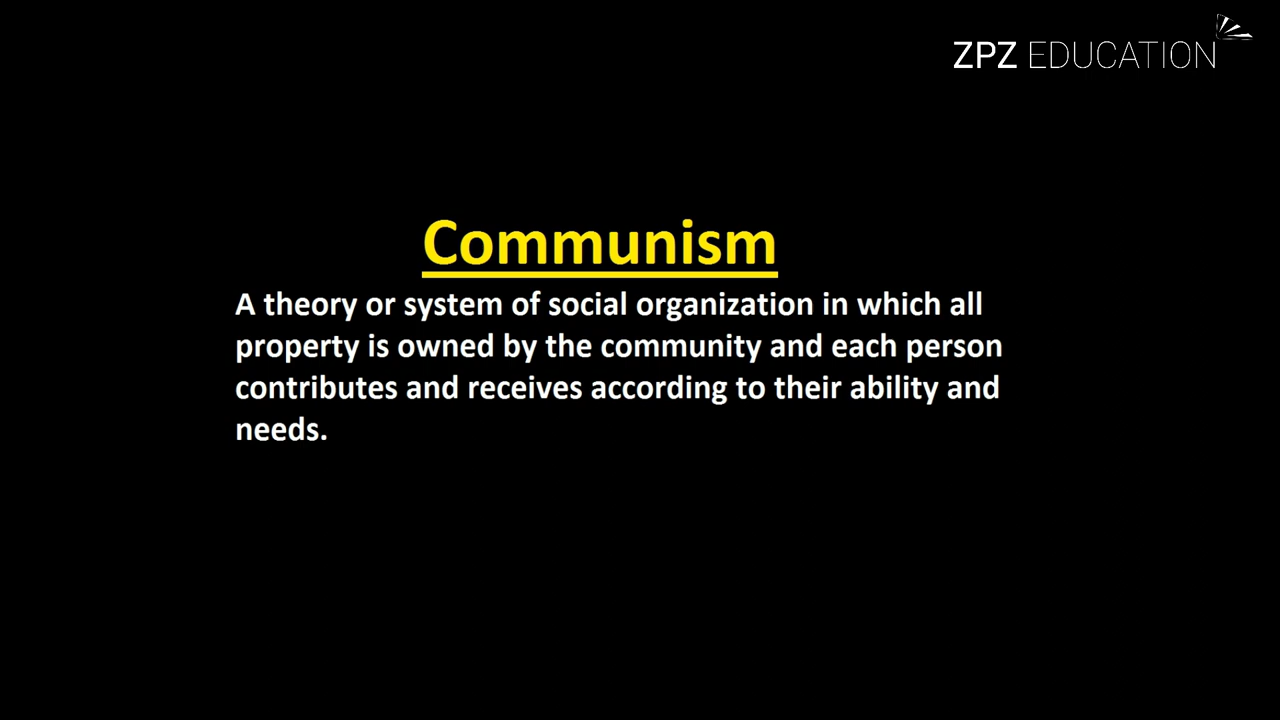 ZPZ EDUCATION
Communism
A theory or system of social organization in which all
property is owned by the community and each person
contributes and receives according to their ability and
needs.